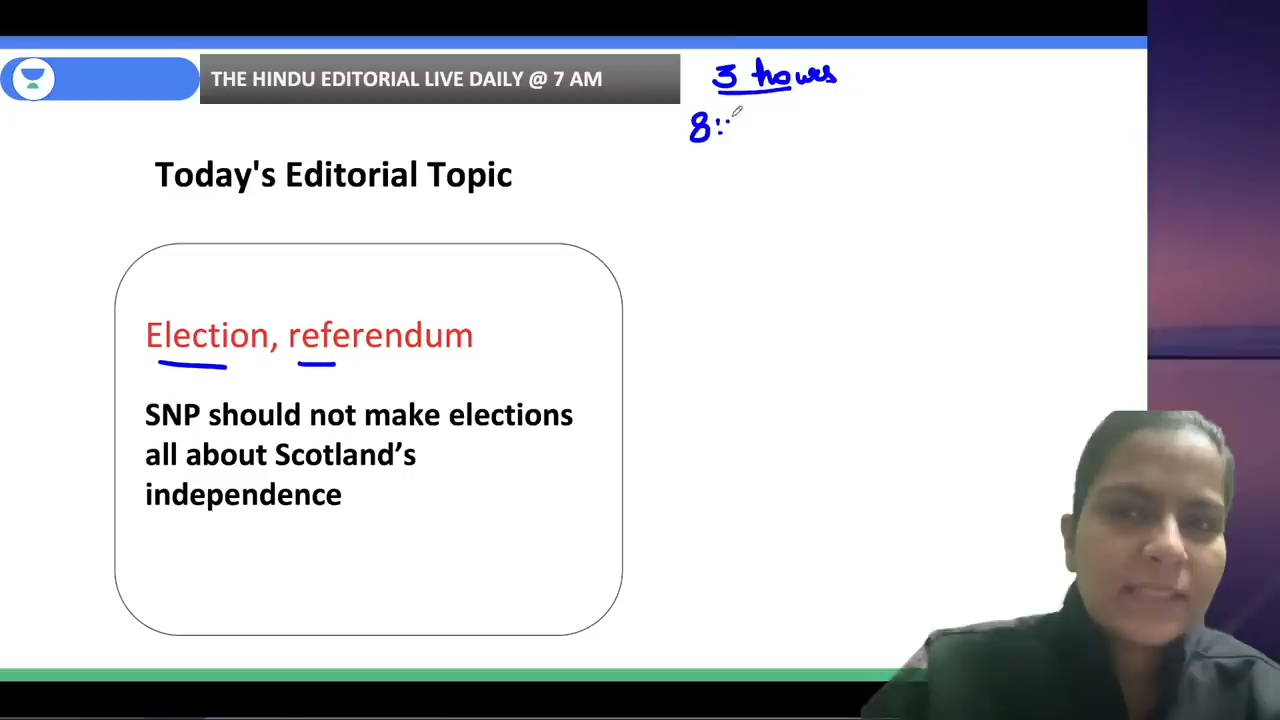 THE HINDU EDITORIAL LIVE DAILY @ 7 AM
3 hours
8:
Today's Editorial Topic
Election, referendum
SNP should not make elections
all about Scotland’s
independence